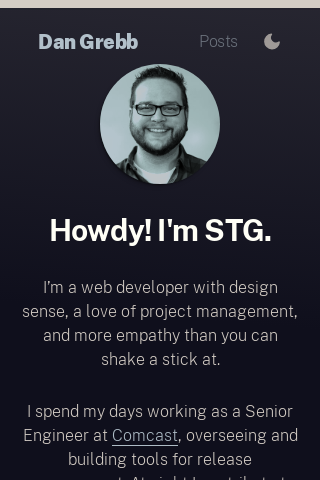 Dan Grebb
Posts
Howdy! I'm STG.
I'm a web developer with design
sense, a love of project management,
and more empathy than you can
shake a stick at.
I spend my days working as a Senior
Engineer at Comcast, overseeing and
building tools for release